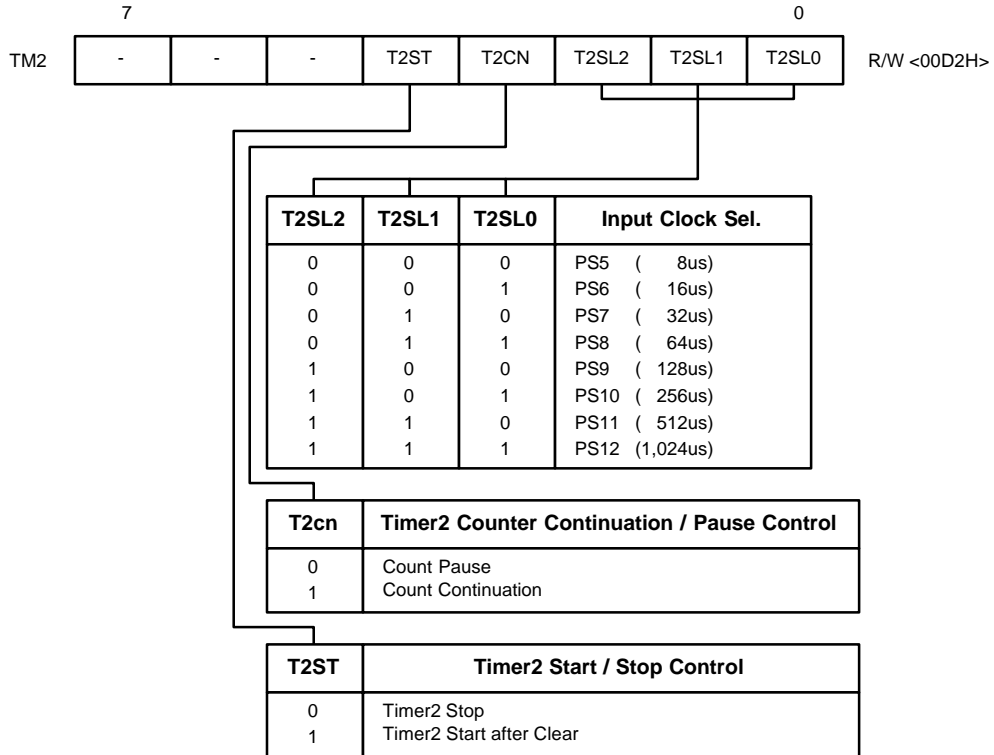 7 0
TM2 - - - T2ST T2CN T2SL2 T2SL1 T2SL0 R/W <00D2H>
T2SL2 T2SL1 T2SL0 Input Clock Sel.
0 0 0 PS5 ( 8us)
0 0 1 PS6 ( 16us)
0 1 0 PS7 ( 32us)
0 1 1 PS8 ( 64us)
1 0 0 PS9 ( 128us)
1 0 1 PS10 ( 256us)
1 1 0 PS11 ( 512us)
1 1 1 PS12 (1,024us)
T2cn Timer2 Counter Continuation / Pause Control
0 Count Pause
1 Count Continuation
T2ST Timer2 Start / Stop Control
0 Timer2 Stop
1 Timer2 Start after Clear